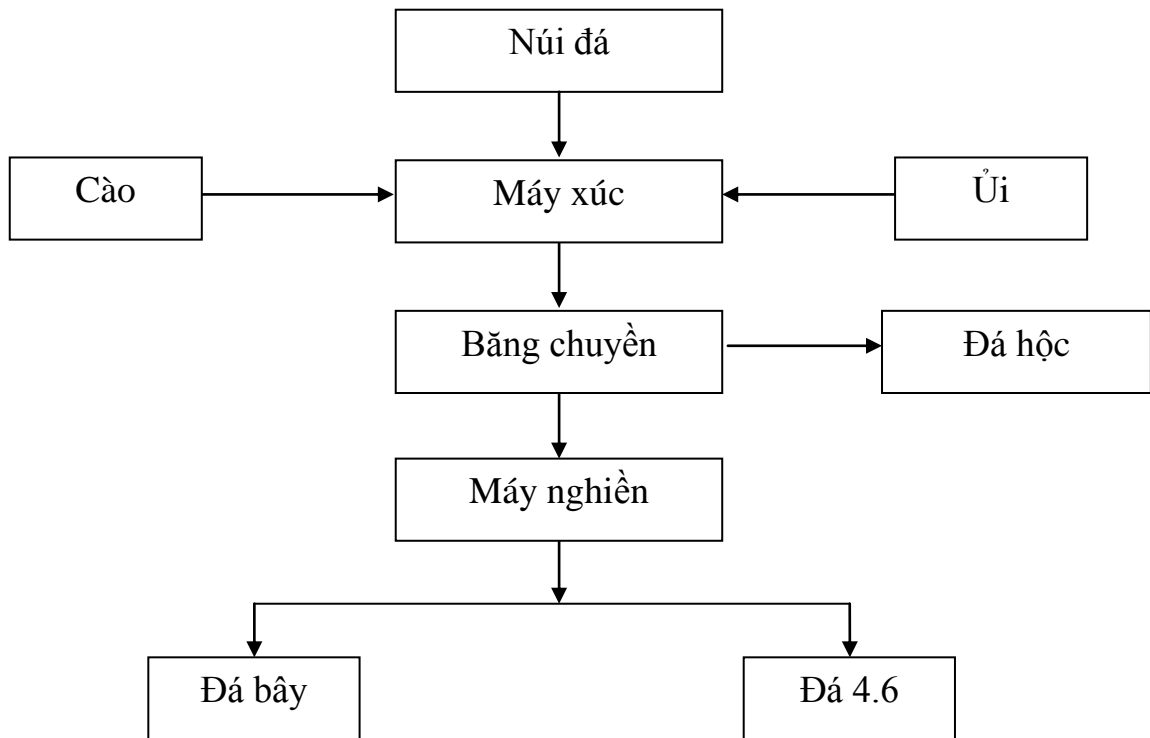 Núi đá
Cào
Máy xúc
Ủi
Băng chuyền
Đá hộc
Máy nghiền
Đá bây
Đá 4.6